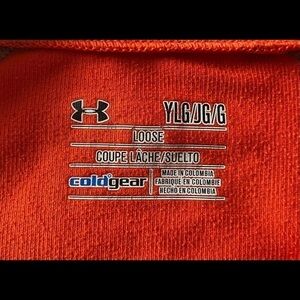 YLG/JG/G
LOOSE
COUPE LÂCHE/SUELTO
coldgear
MADE IN COLOMBIA
FABRIQUÉ EN COLOMBIE
HECHO EN COLOMBIA